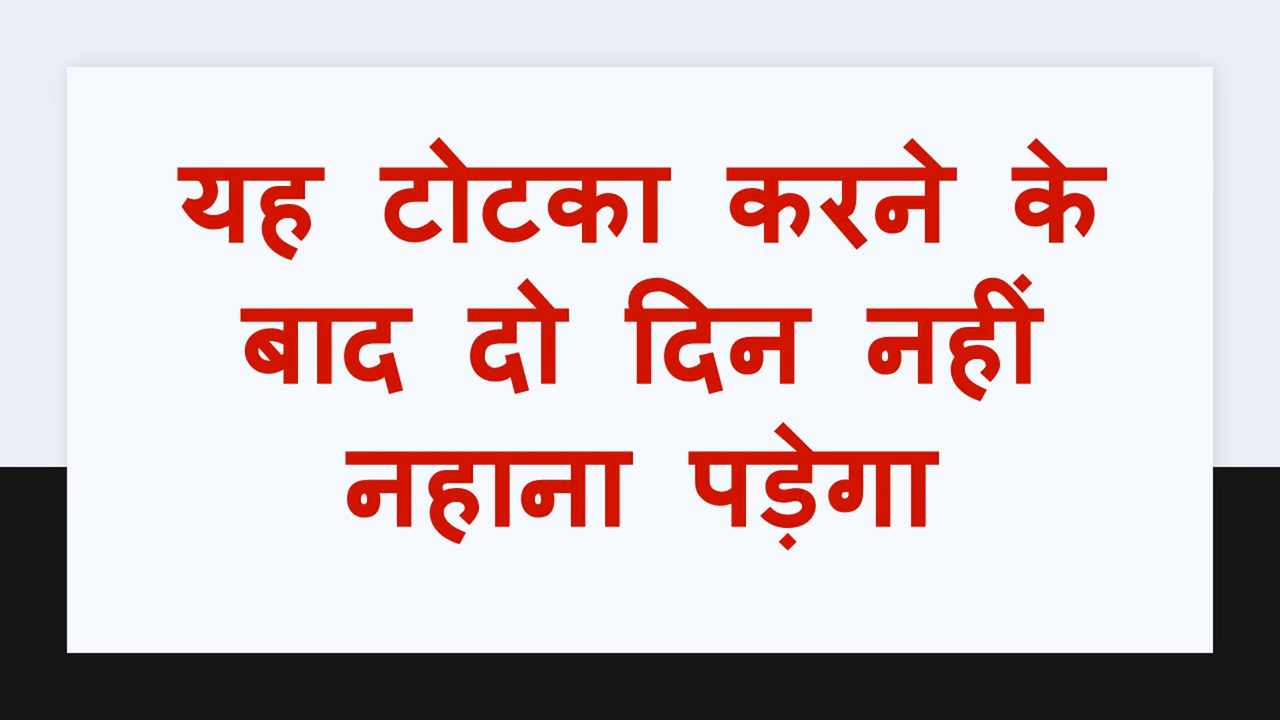 यह टोटका करने के
बाद दो दिन नहीं
नहाना पड़ेगा